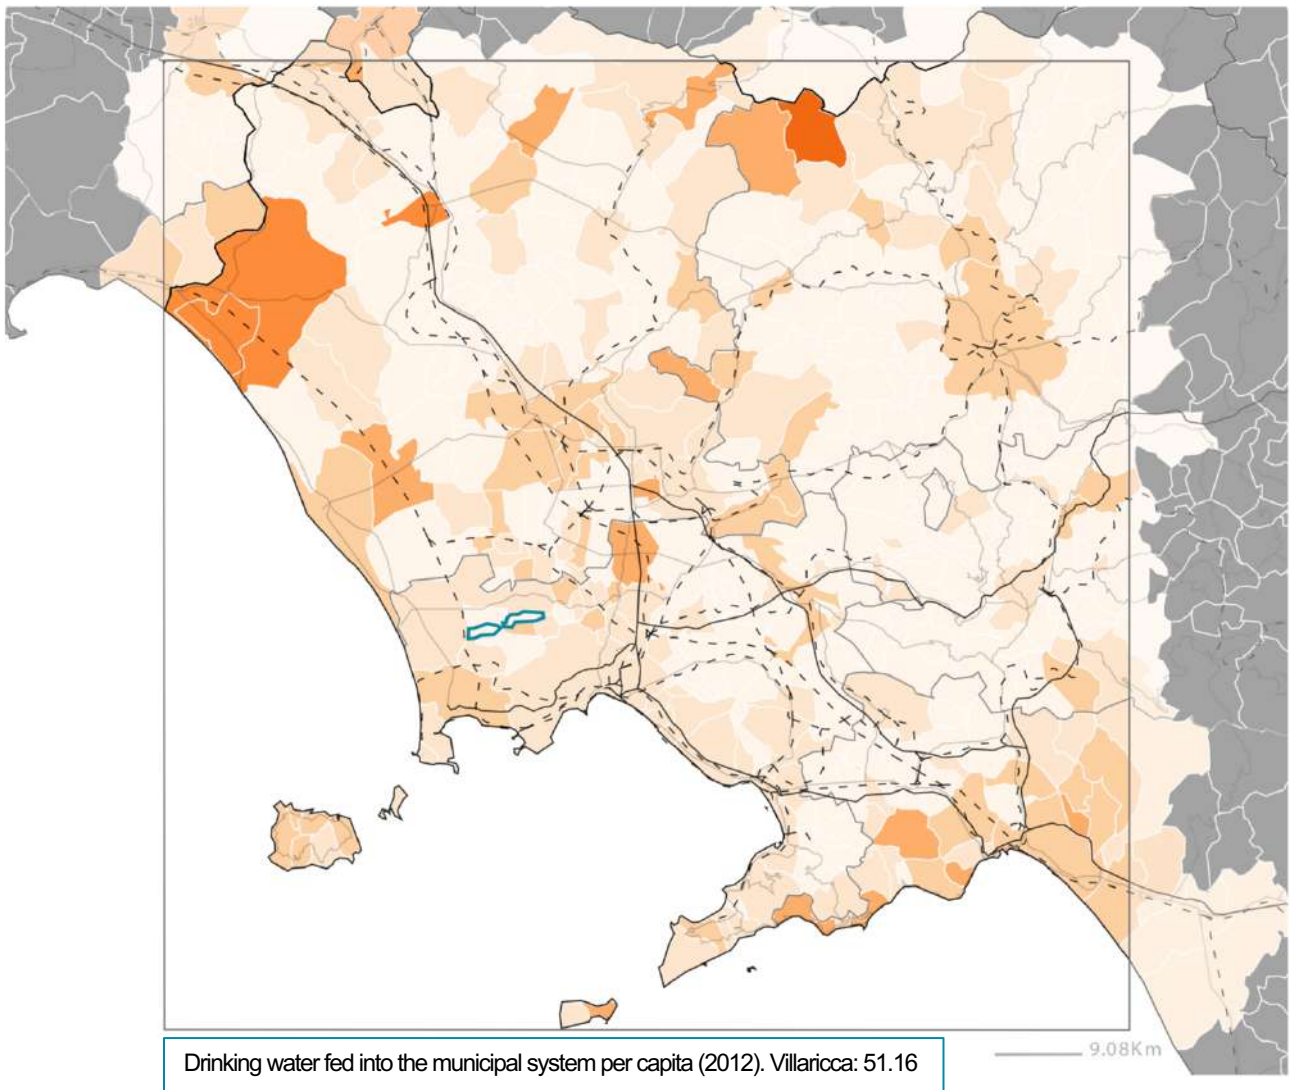 9.08Km
Drinking water fed into the municipal system per capita (2012). Villaricca: 51.16